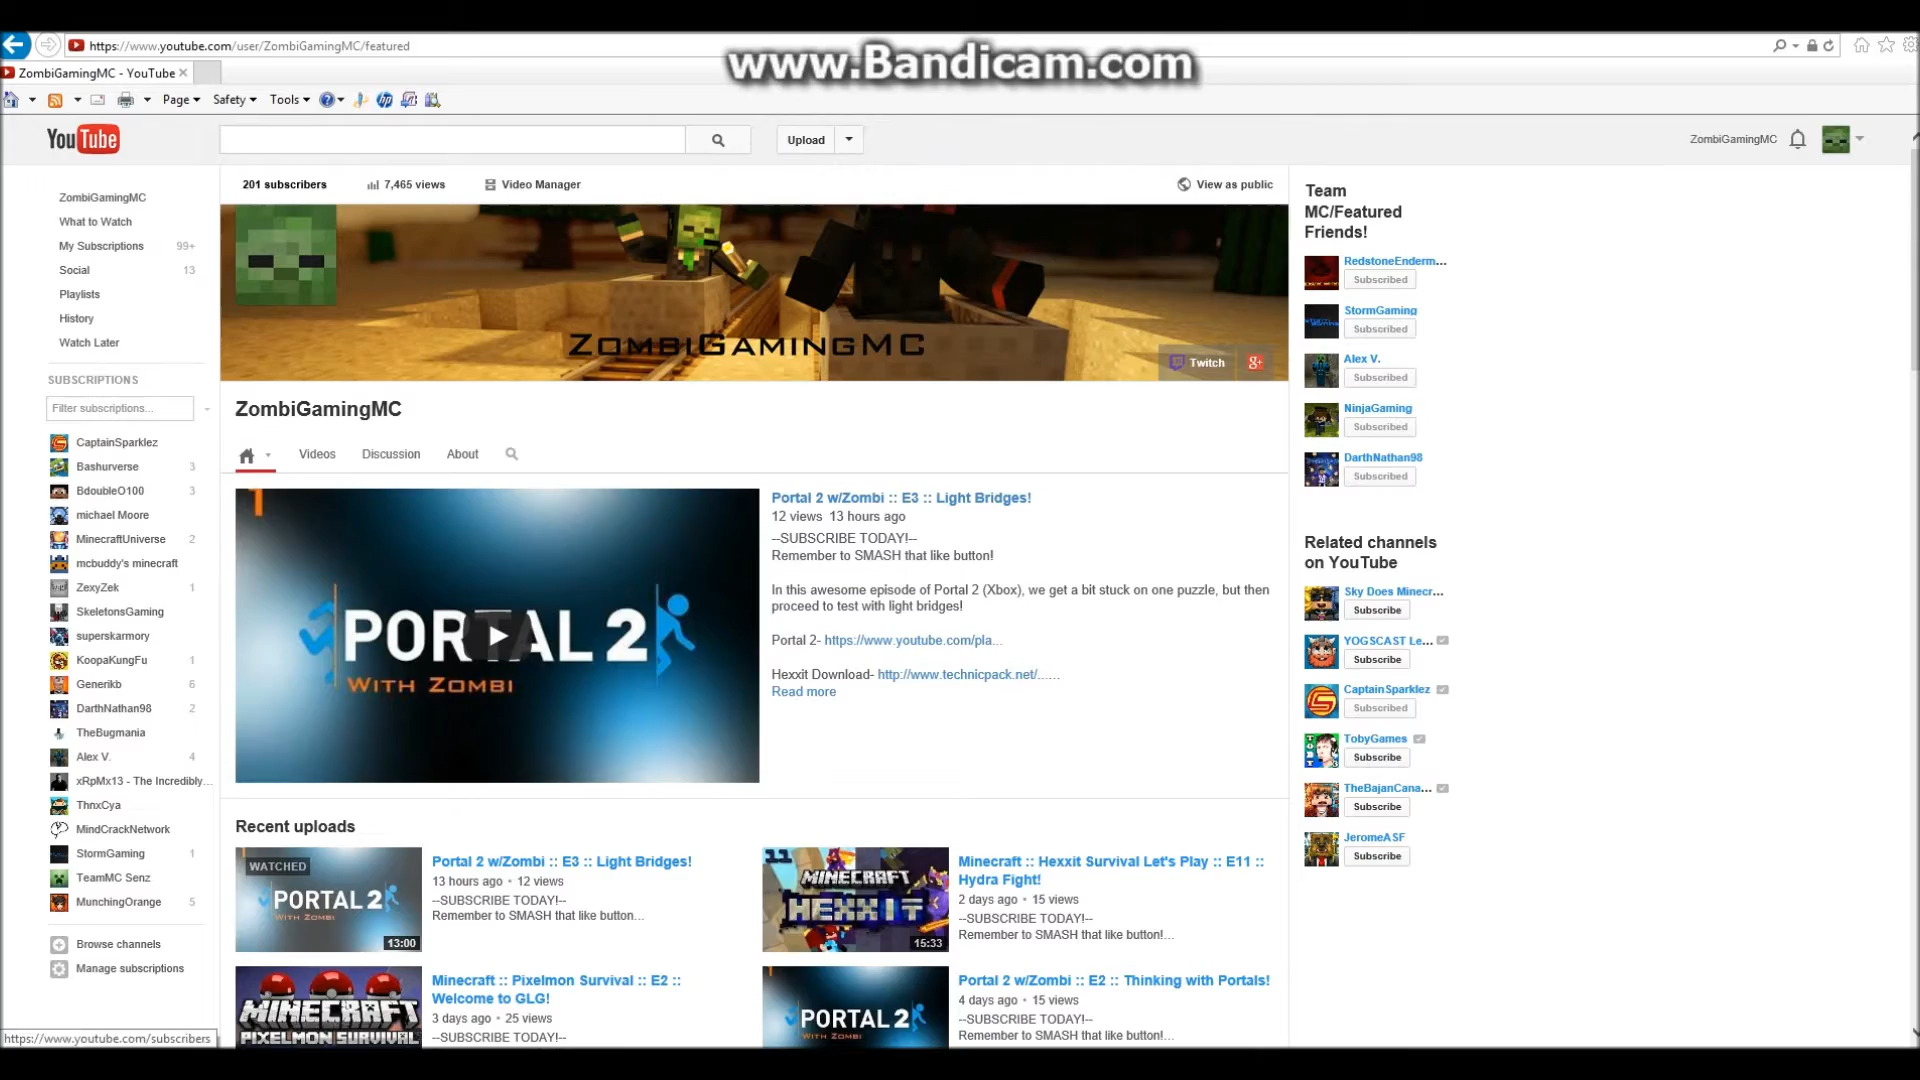 https://www.youtube.com/user/ZombiGamingMC/featured
www.Bandicam.com
ZombiGamingMC - YouTube
Page
Safety
Tools
YouTube
Upload
ZombiGamingMC
ZombiGamingMC
What to Watch
My Subscriptions 99+
Social 13
Playlists
History
Watch Later
SUBSCRIPTIONS
Filter subscriptions...
CaptainSparklez
Bashurverse 3
BdoubleO100 3
michael Moore
MinecraftUniverse 2
mcbuddy's minecraft
ZexyZek 1
SkeletonsGaming
superskarmory
KoopaKungFu 1
Generikb 6
DarthNathan98 2
TheBugmania
Alex V. 4
xRpMx13 - The Incredibly...
ThnxCya
MindCrackNetwork
StormGaming 1
TeamMC Senz
MunchingOrange 5
Browse channels
Manage subscriptions
https://www.youtube.com/subscribers
201 subscribers
7,465 views
Video Manager
View as public
ZombiGamingMC
Twitch
g+
ZombiGamingMC
Videos
Discussion
About
1
PORTAL 2
With Zombi
Portal 2 w/Zombi :: E3 :: Light Bridges!
12 views 13 hours ago
--SUBSCRIBE TODAY!--
Remember to SMASH that like button!
In this awesome episode of Portal 2 (Xbox), we get a bit stuck on one puzzle, but then
proceed to test with light bridges!
Portal 2- https://www.youtube.com/pla...
Hexxit Download- http://www.technicpack.net/......
Read more
Recent uploads
WATCHED
PORTAL 2
With Zombi
13:00
Portal 2 w/Zombi :: E3 :: Light Bridges!
13 hours ago • 12 views
--SUBSCRIBE TODAY!--
Remember to SMASH that like button...
11
MINECRAFT
HEXXIT
15:33
Minecraft :: Hexxit Survival Let's Play :: E11 ::
Hydra Fight!
2 days ago • 15 views
--SUBSCRIBE TODAY!--
Remember to SMASH that like button!...
MINECRAFT
PIXELMON SURVIVAL
Minecraft :: Pixelmon Survival :: E2 ::
Welcome to GLG!
3 days ago • 25 views
--SUBSCRIBE TODAY!--
PORTAL 2
With Zombi
Portal 2 w/Zombi :: E2 :: Thinking with Portals!
4 days ago • 15 views
--SUBSCRIBE TODAY!--
Remember to SMASH that like button!...
Team
MC/Featured
Friends!
RedstoneEnderm...
Subscribed
StormGaming
Subscribed
Alex V.
Subscribed
NinjaGaming
Subscribed
DarthNathan98
Subscribed
Related channels
on YouTube
Sky Does Minecr...
Subscribe
YOGSCAST Le...
Subscribe
CaptainSparklez
Subscribed
TobyGames
Subscribe
TheBajanCana...
Subscribe
JeromeASF
Subscribe